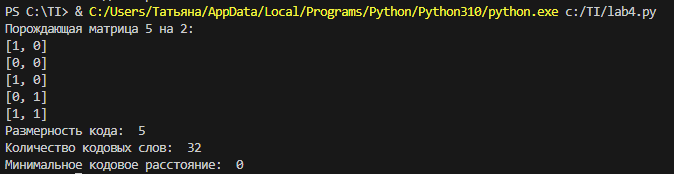 PS C:\TI> & C:/Users/Татьяна/AppData/Local/Programs/Python/Python310/python.exe c:/TI/lab4.py
Порождающая матрица 5 на 2:
[1, 0]
[0, 0]
[1, 0]
[0, 1]
[1, 1]
Размерность кода:  5
Количество кодовых слов:  32
Минимальное кодовое расстояние:  0